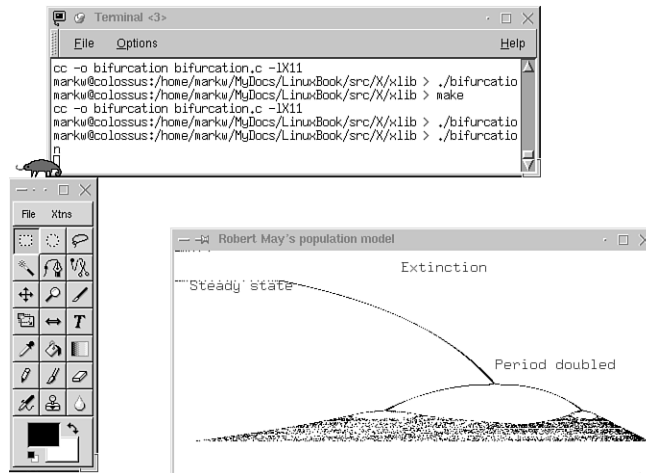 Terminal <3>
File Options Help
cc -o bifurcation bifurcation.c -lX11
markw@colossus:/home/markw/MyDocs/LinuxBook/src/X/xlib > ./bifurcatio
markw@colossus:/home/markw/MyDocs/LinuxBook/src/X/xlib > make
cc -o bifurcation bifurcation.c -lX11
markw@colossus:/home/markw/MyDocs/LinuxBook/src/X/xlib > ./bifurcatio
markw@colossus:/home/markw/MyDocs/LinuxBook/src/X/xlib > ./bifurcatio
n
File Xtns
Robert May's population model
Extinction
Steady state
Period doubled